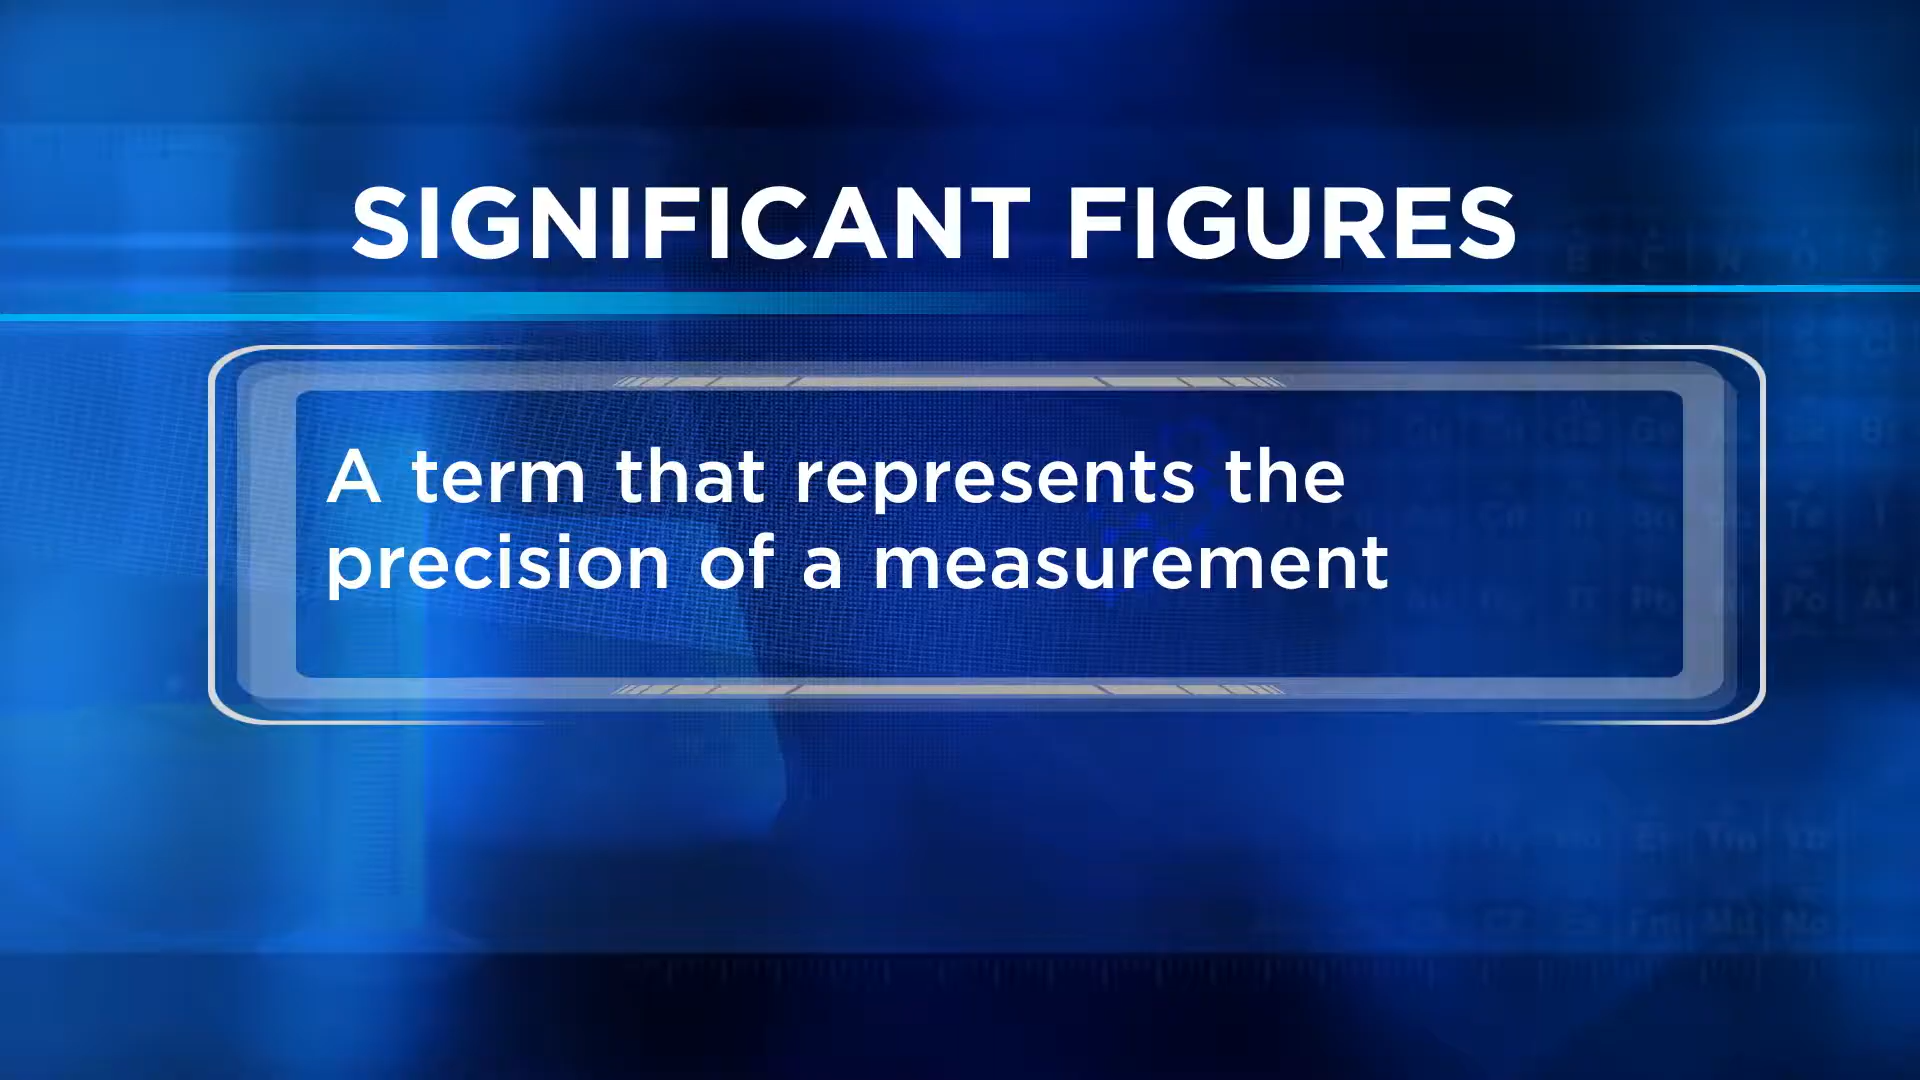 SIGNIFICANT FIGURES
A term that represents the
precision of a measurement